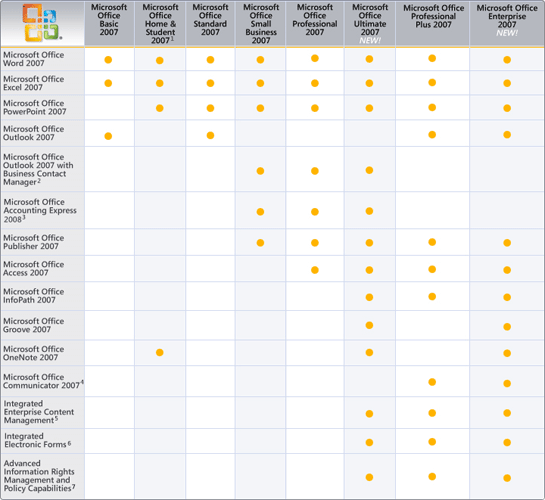 Microsoft
Office
Basic
2007
Microsoft
Office
Home &
Student
2007¹
Microsoft
Office
Standard
2007
Microsoft
Office
Small
Business
2007
Microsoft
Office
Professional
2007
Microsoft
Office
Ultimate
2007
NEW!
Microsoft Office
Professional
Plus 2007
Microsoft Office
Enterprise
2007
NEW!
Microsoft Office
Word 2007
Microsoft Office
Excel 2007
Microsoft Office
PowerPoint 2007
Microsoft Office
Outlook 2007
Microsoft Office
Outlook 2007 with
Business Contact
Manager²
Microsoft Office
Accounting Express
2008³
Microsoft Office
Publisher 2007
Microsoft Office
Access 2007
Microsoft Office
InfoPath 2007
Microsoft Office
Groove 2007
Microsoft Office
OneNote 2007
Microsoft Office
Communicator 2007⁴
Integrated
Enterprise Content
Management⁵
Integrated
Electronic Forms⁶
Advanced
Information Rights
Management and
Policy Capabilities⁷